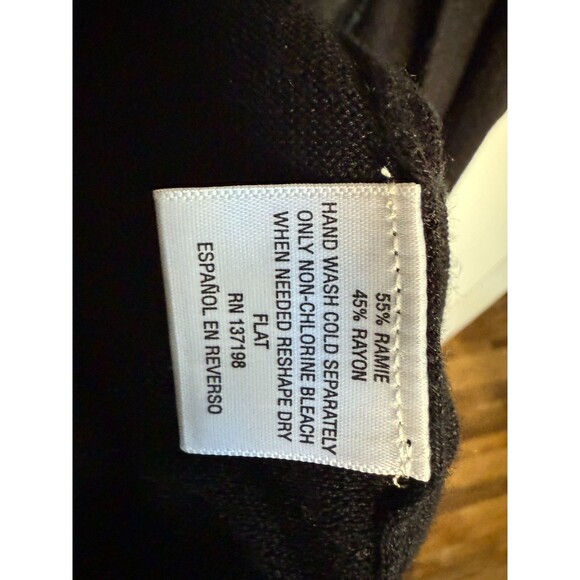 55% RAMIE
45% RAYON
HAND WASH COLD SEPARATELY
ONLY NON-CHLORINE BLEACH
WHEN NEEDED RESHAPE DRY
FLAT
RN 137198
ESPAÑOL EN REVERSO